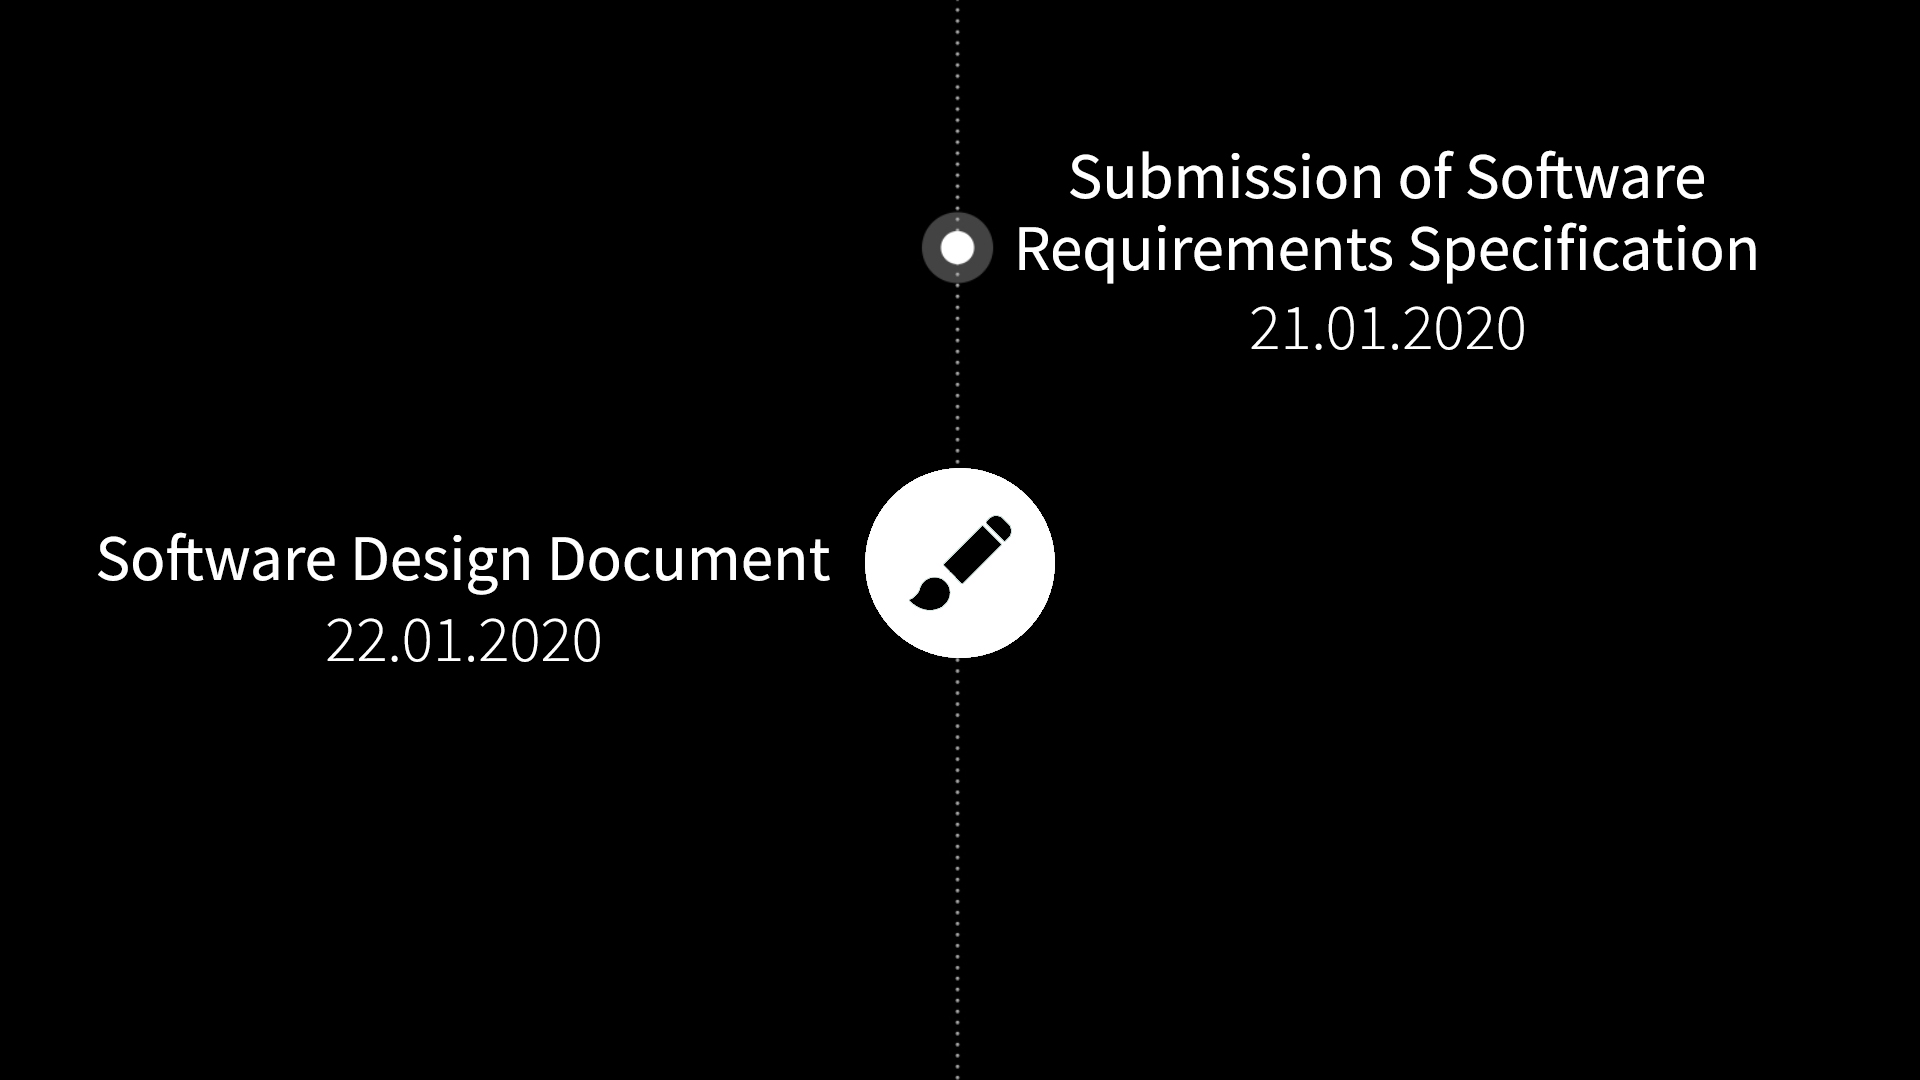 Submission of Software
Requirements Specification
21.01.2020
Software Design Document
22.01.2020